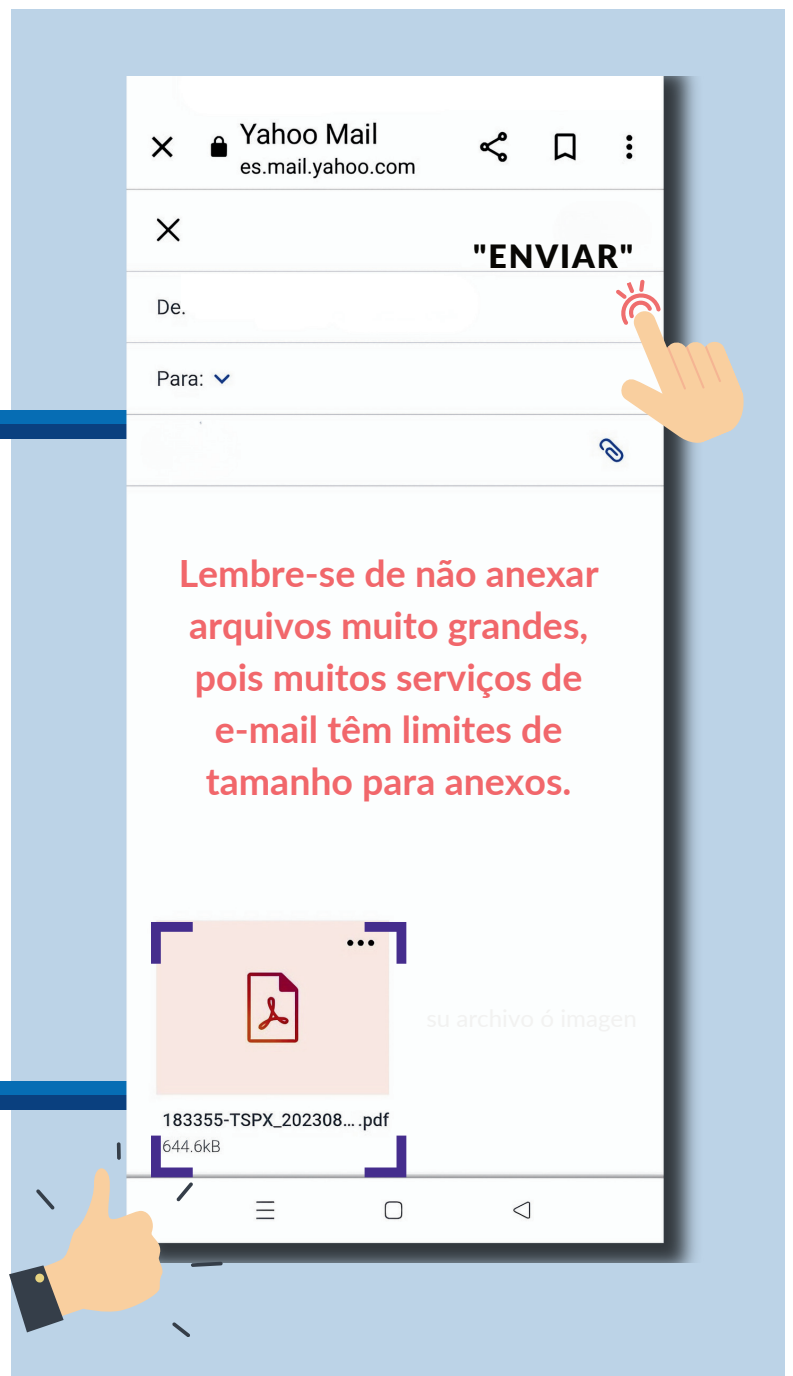 Yahoo Mail
es.mail.yahoo.com
"ENVIAR"
De.
Para:
Lembre-se de não anexar
arquivos muito grandes,
pois muitos serviços de
e-mail têm limites de
tamanho para anexos.
su archivo ó imagen
183355-TSPX_202308... .pdf
644.6kB